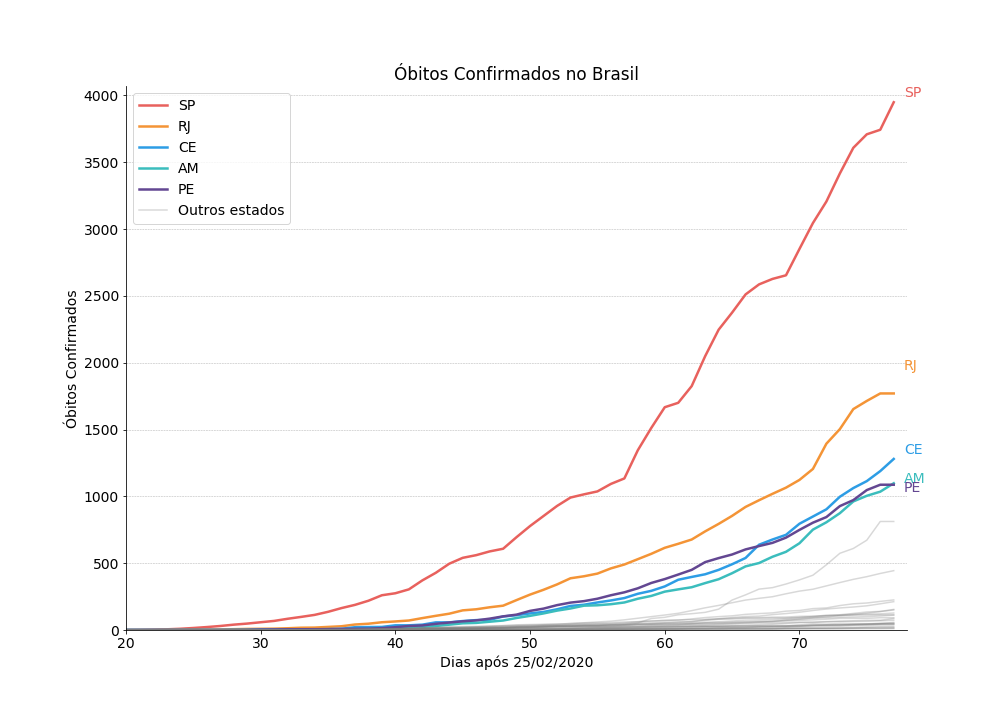 Óbitos Confirmados no Brasil
SP
RJ
CE
AM
PE
Outros estados
4000
3500
3000
2500
2000
1500
1000
500
0
Óbitos Confirmados
20 30 40 50 60 70
Dias após 25/02/2020
SP
RJ
CE
AM
PE